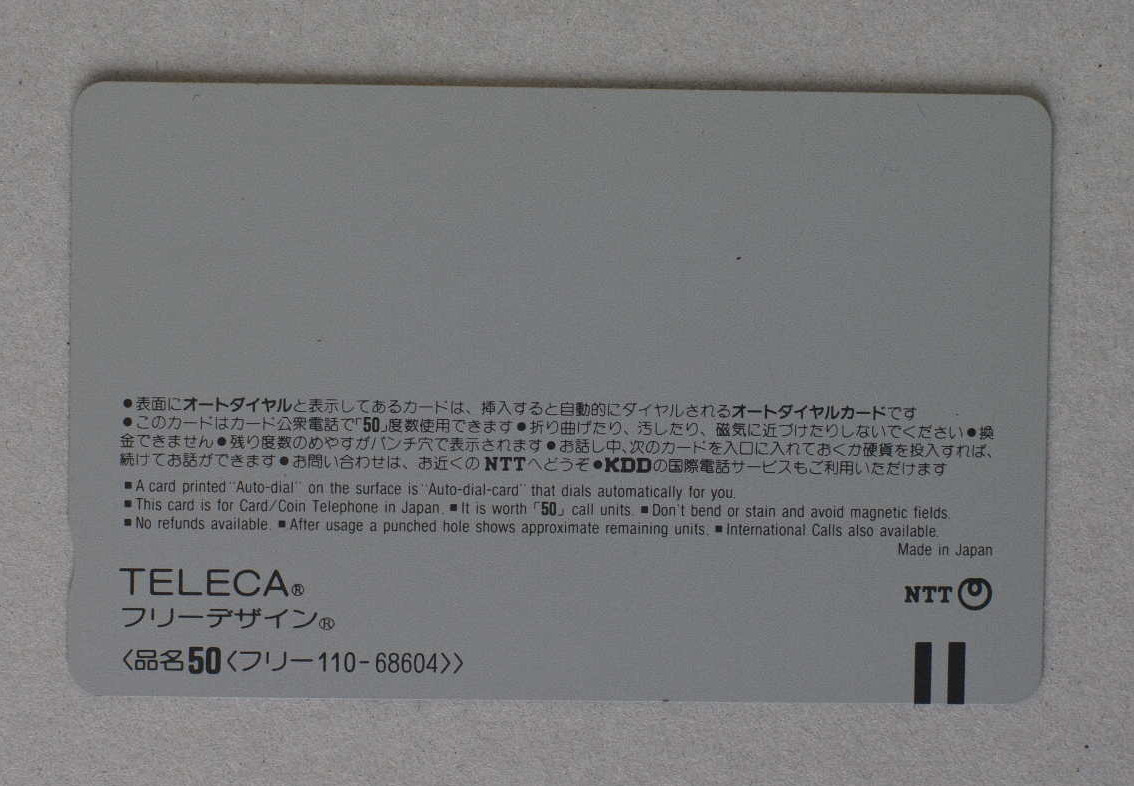 ●表面にオートダイヤルと表示してあるカードは、挿入すると自動的にダイヤルされるオートダイヤルカードです
●このカードはカード公衆電話で「50」度数使用できます●折り曲げたり、汚したり、磁気に近づけたりしないでください●換
金できません●残り度数のめやすがパンチ穴で表示されます●お話し中、次のカードを入口に入れておくか硬貨を投入すれば、
続けてお話ができます●お問い合わせは、お近くのNTTへどうぞ●KDDの国際電話サービスもご利用いただけます
■A card printed "Auto-dial" on the surface is "Auto-dial-card" that dials automatically for you.
■This card is for Card/Coin Telephone in Japan. ■It is worth「50」call units. ■Don't bend or stain and avoid magnetic fields.
■No refunds available. ■After usage a punched hole shows approximate remaining units. ■International Calls also available.
Made in Japan
TELECA®
NTT
フリーデザイン®
〈品名50〈フリー110-68604〉〉